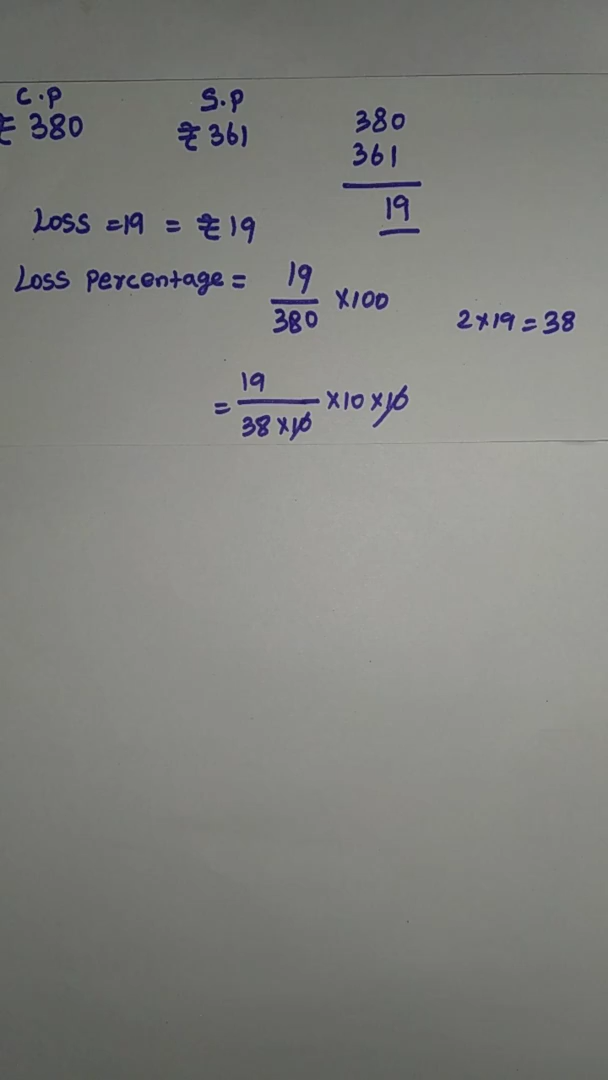 C.P S.P
₹ 380 ₹ 361 380
361
19
Loss =19 = ₹ 19
Loss Percentage = 19/380 ×100
2×19=38
= 19/38×10 ×10×10